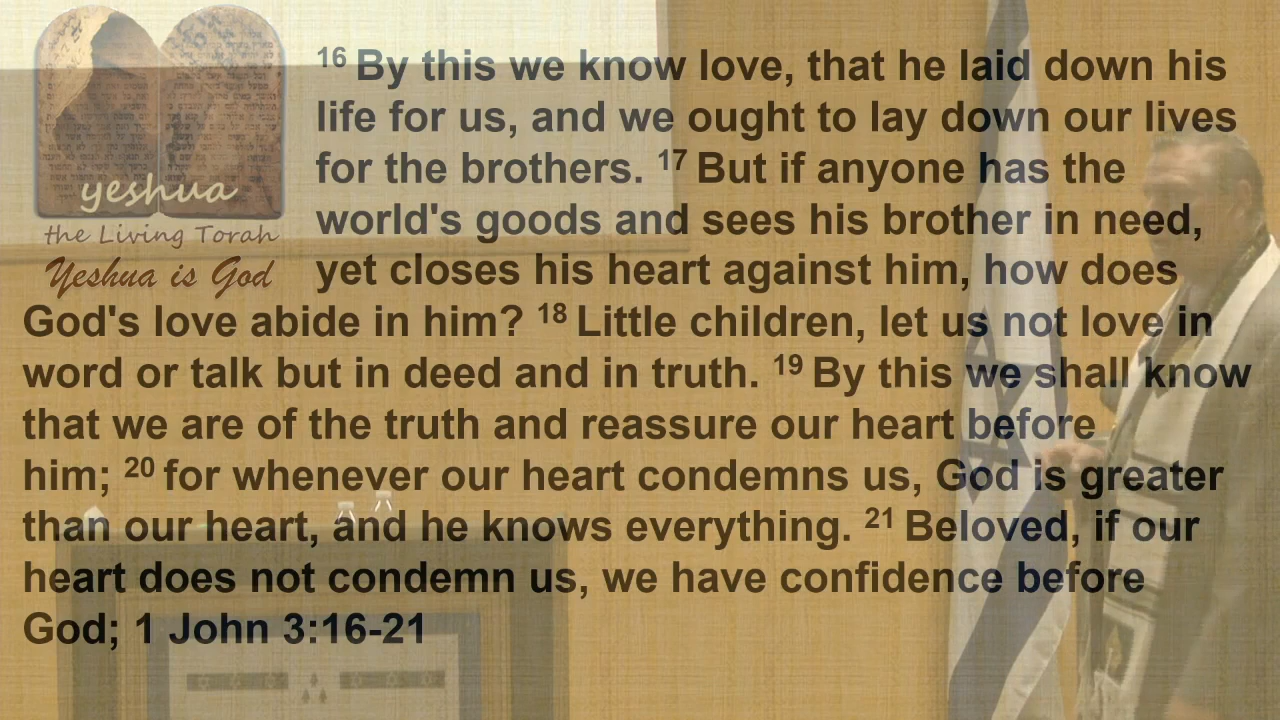 16 By this we know love, that he laid down his
life for us, and we ought to lay down our lives
for the brothers. 17 But if anyone has the
world's goods and sees his brother in need,
yet closes his heart against him, how does
God's love abide in him? 18 Little children, let us not love in
word or talk but in deed and in truth. 19 By this we shall know
that we are of the truth and reassure our heart before
him; 20 for whenever our heart condemns us, God is greater
than our heart, and he knows everything. 21 Beloved, if our
heart does not condemn us, we have confidence before
God; 1 John 3:16-21
yeshua
the Living Torah
Yeshua is God